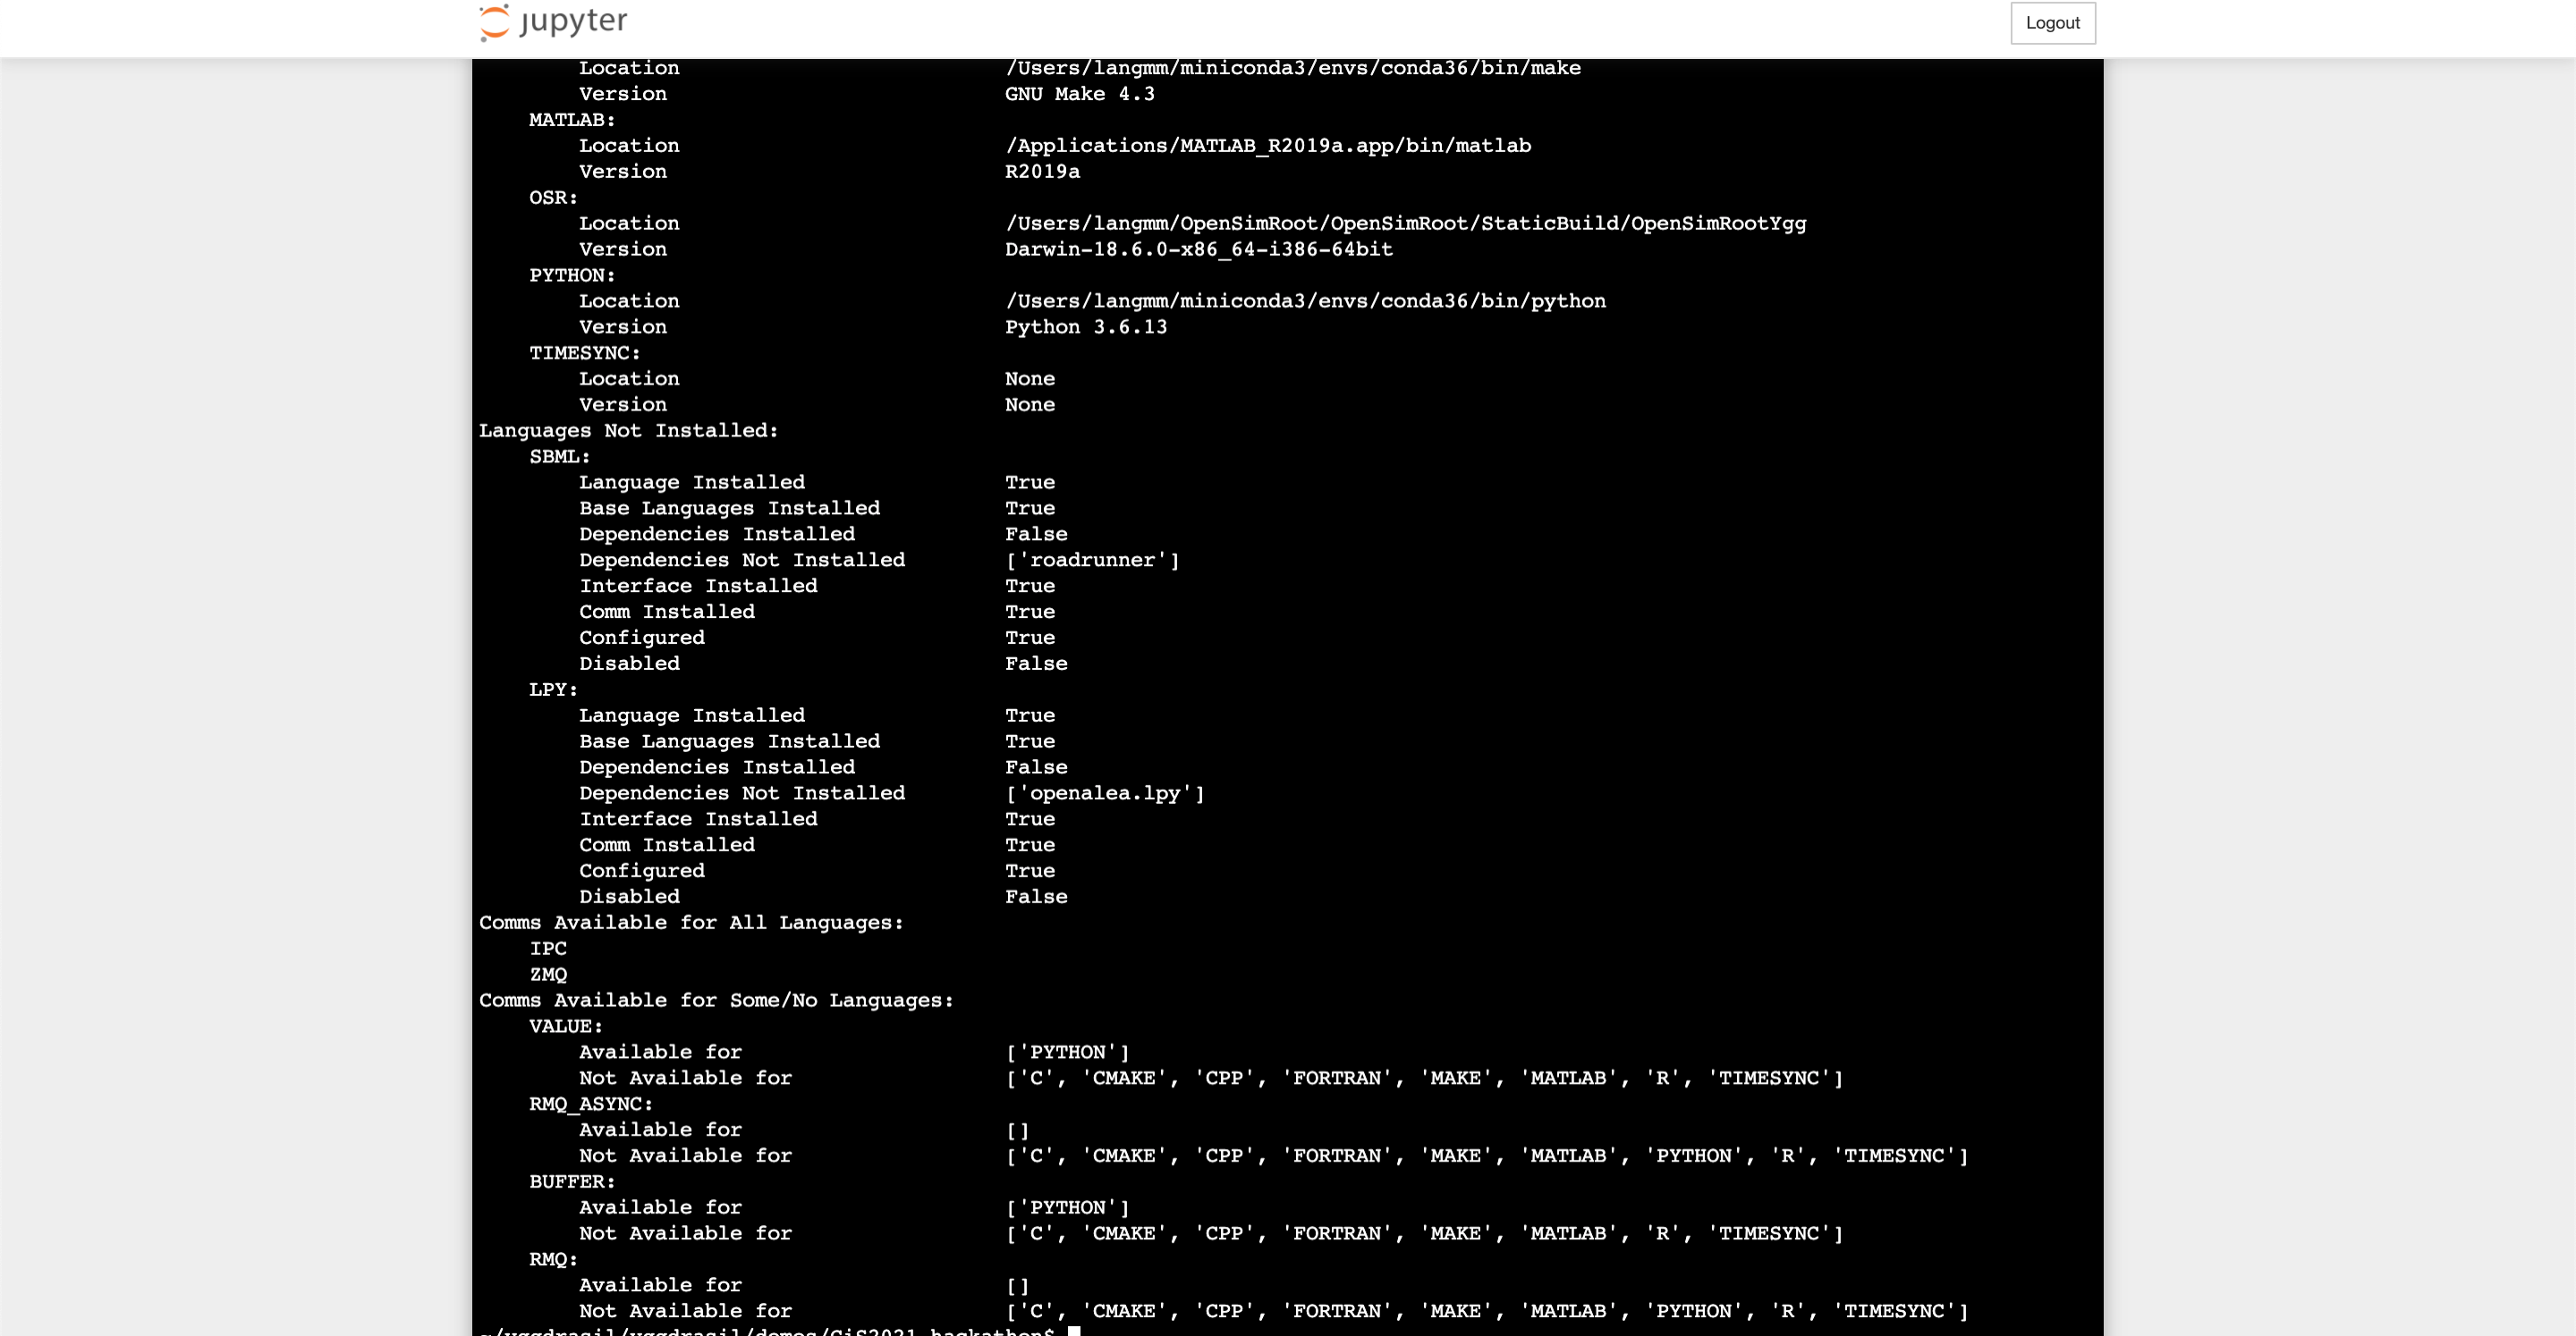 jupyter
Logout
Location /Users/langmm/miniconda3/envs/conda36/bin/make
Version GNU Make 4.3
MATLAB:
Location /Applications/MATLAB_R2019a.app/bin/matlab
Version R2019a
OSR:
Location /Users/langmm/OpenSimRoot/OpenSimRoot/StaticBuild/OpenSimRootYgg
Version Darwin-18.6.0-x86_64-i386-64bit
PYTHON:
Location /Users/langmm/miniconda3/envs/conda36/bin/python
Version Python 3.6.13
TIMESYNC:
Location None
Version None
Languages Not Installed:
SBML:
Language Installed True
Base Languages Installed True
Dependencies Installed False
Dependencies Not Installed ['roadrunner']
Interface Installed True
Comm Installed True
Configured True
Disabled False
LPY:
Language Installed True
Base Languages Installed True
Dependencies Installed False
Dependencies Not Installed ['openalea.lpy']
Interface Installed True
Comm Installed True
Configured True
Disabled False
Comms Available for All Languages:
IPC
ZMQ
Comms Available for Some/No Languages:
VALUE:
Available for ['PYTHON']
Not Available for ['C', 'CMAKE', 'CPP', 'FORTRAN', 'MAKE', 'MATLAB', 'R', 'TIMESYNC']
RMQ_ASYNC:
Available for []
Not Available for ['C', 'CMAKE', 'CPP', 'FORTRAN', 'MAKE', 'MATLAB', 'PYTHON', 'R', 'TIMESYNC']
BUFFER:
Available for ['PYTHON']
Not Available for ['C', 'CMAKE', 'CPP', 'FORTRAN', 'MAKE', 'MATLAB', 'R', 'TIMESYNC']
RMQ:
Available for []
Not Available for ['C', 'CMAKE', 'CPP', 'FORTRAN', 'MAKE', 'MATLAB', 'PYTHON', 'R', 'TIMESYNC']
~/yggdrasil/yggdrasil/demos/CiS2021-hackathon$